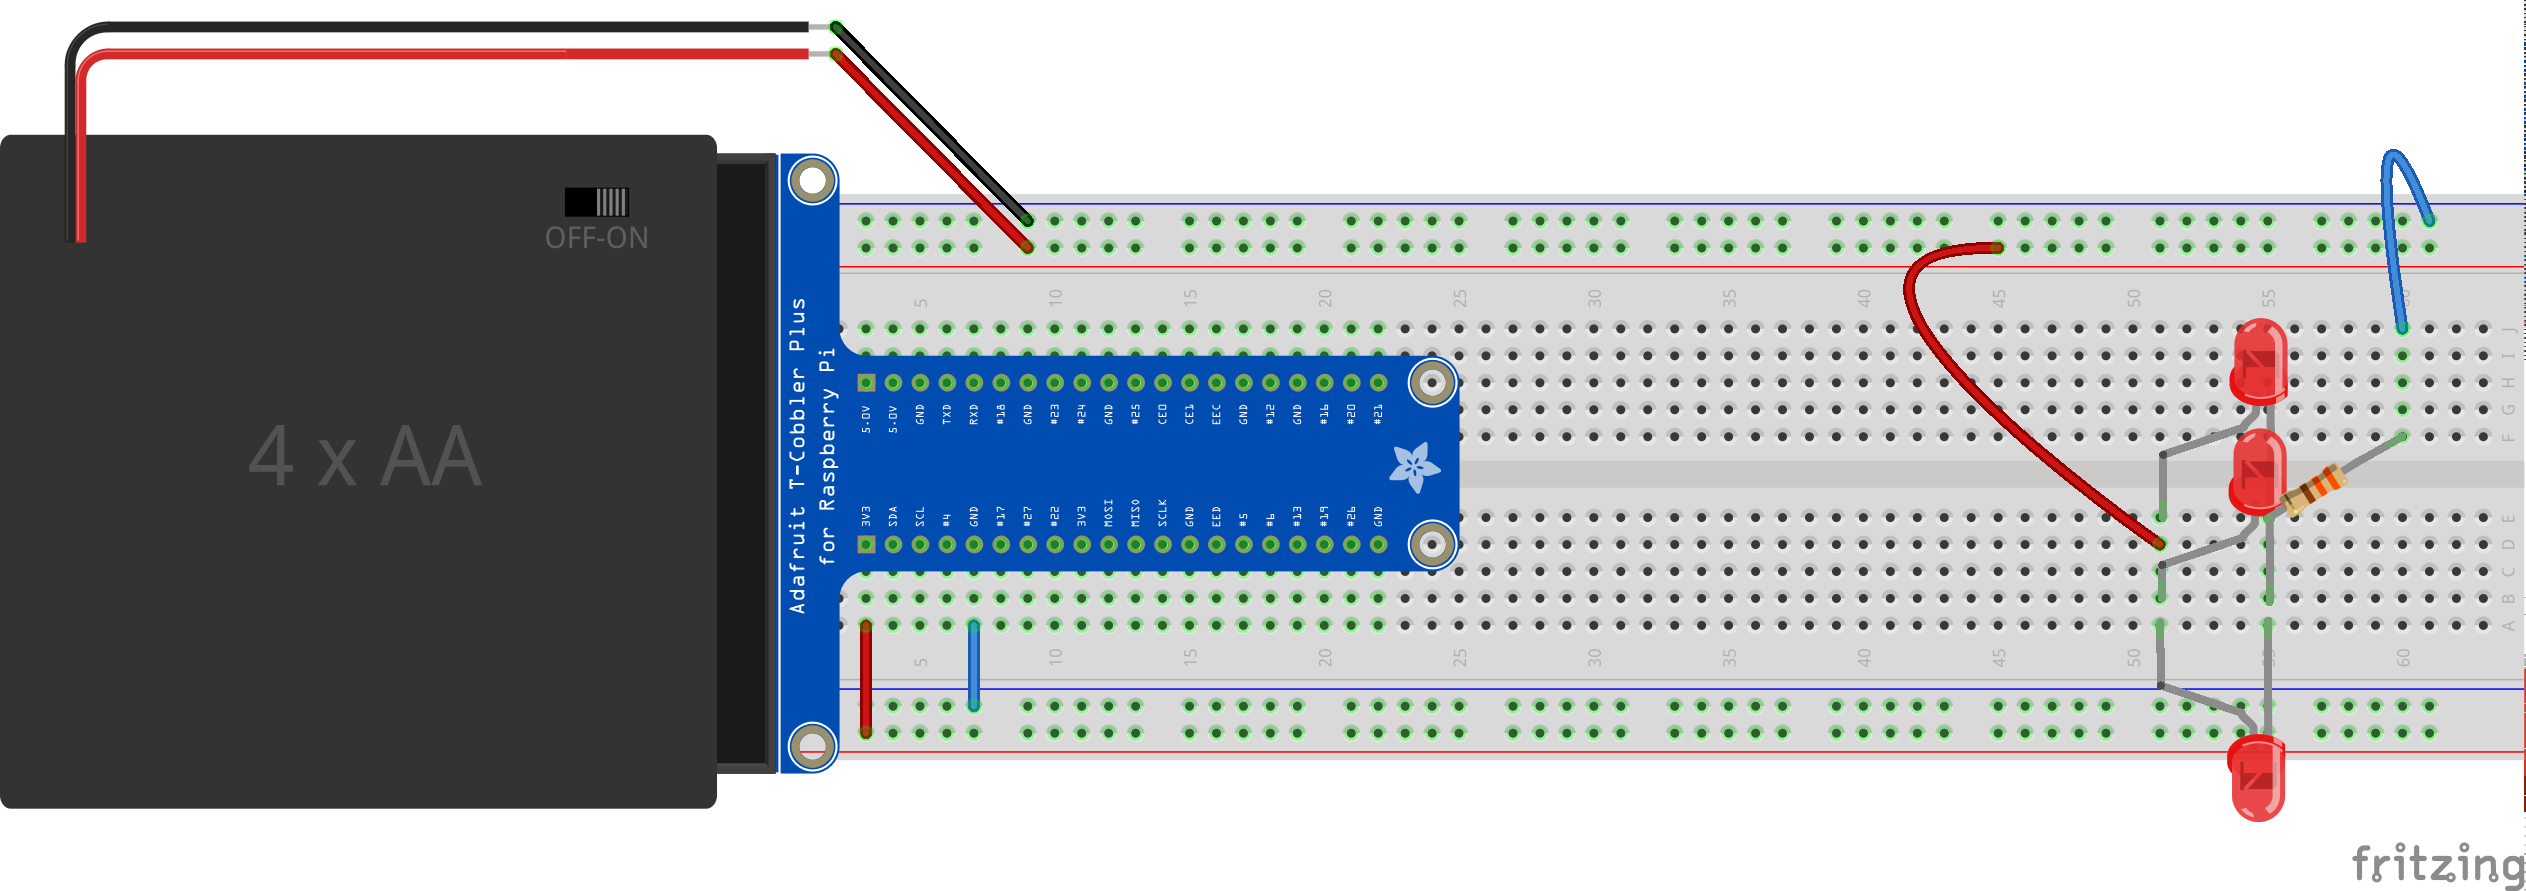 OFF-ON
4 x AA
Adafruit T-Cobbler Plus
for Raspberry Pi
5 10 15 20 25 30 35 40 45 50 55 60
J
I
H
G
F
5.0V 5.0V GND TXD RXD #18 GND #23 #24 GND #25 CE0 CE1 EEC GND #12 GND #16 #20 #21
3V3 SDA SCL #4 GND #17 #27 #22 3V3 MOSI MISO SCLK GND EED #5 #6 #13 #19 #26 GND
E
D
C
B
A
5 10 15 20 25 30 35 40 45 50 55 60
fritzing